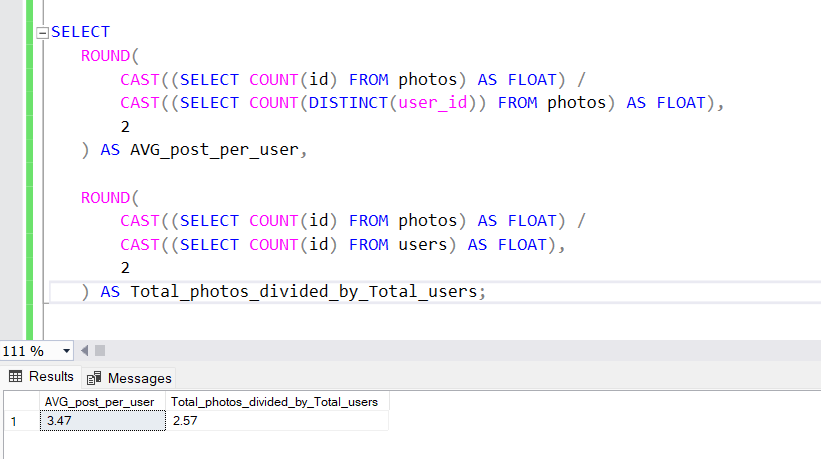 SELECT
ROUND(
CAST((SELECT COUNT(id) FROM photos) AS FLOAT) /
CAST((SELECT COUNT(DISTINCT(user_id)) FROM photos) AS FLOAT),
2
) AS AVG_post_per_user,
ROUND(
CAST((SELECT COUNT(id) FROM photos) AS FLOAT) /
CAST((SELECT COUNT(id) FROM users) AS FLOAT),
2
) AS Total_photos_divided_by_Total_users;
111 %
Results Messages
AVG_post_per_user Total_photos_divided_by_Total_users
1 3.47 2.57